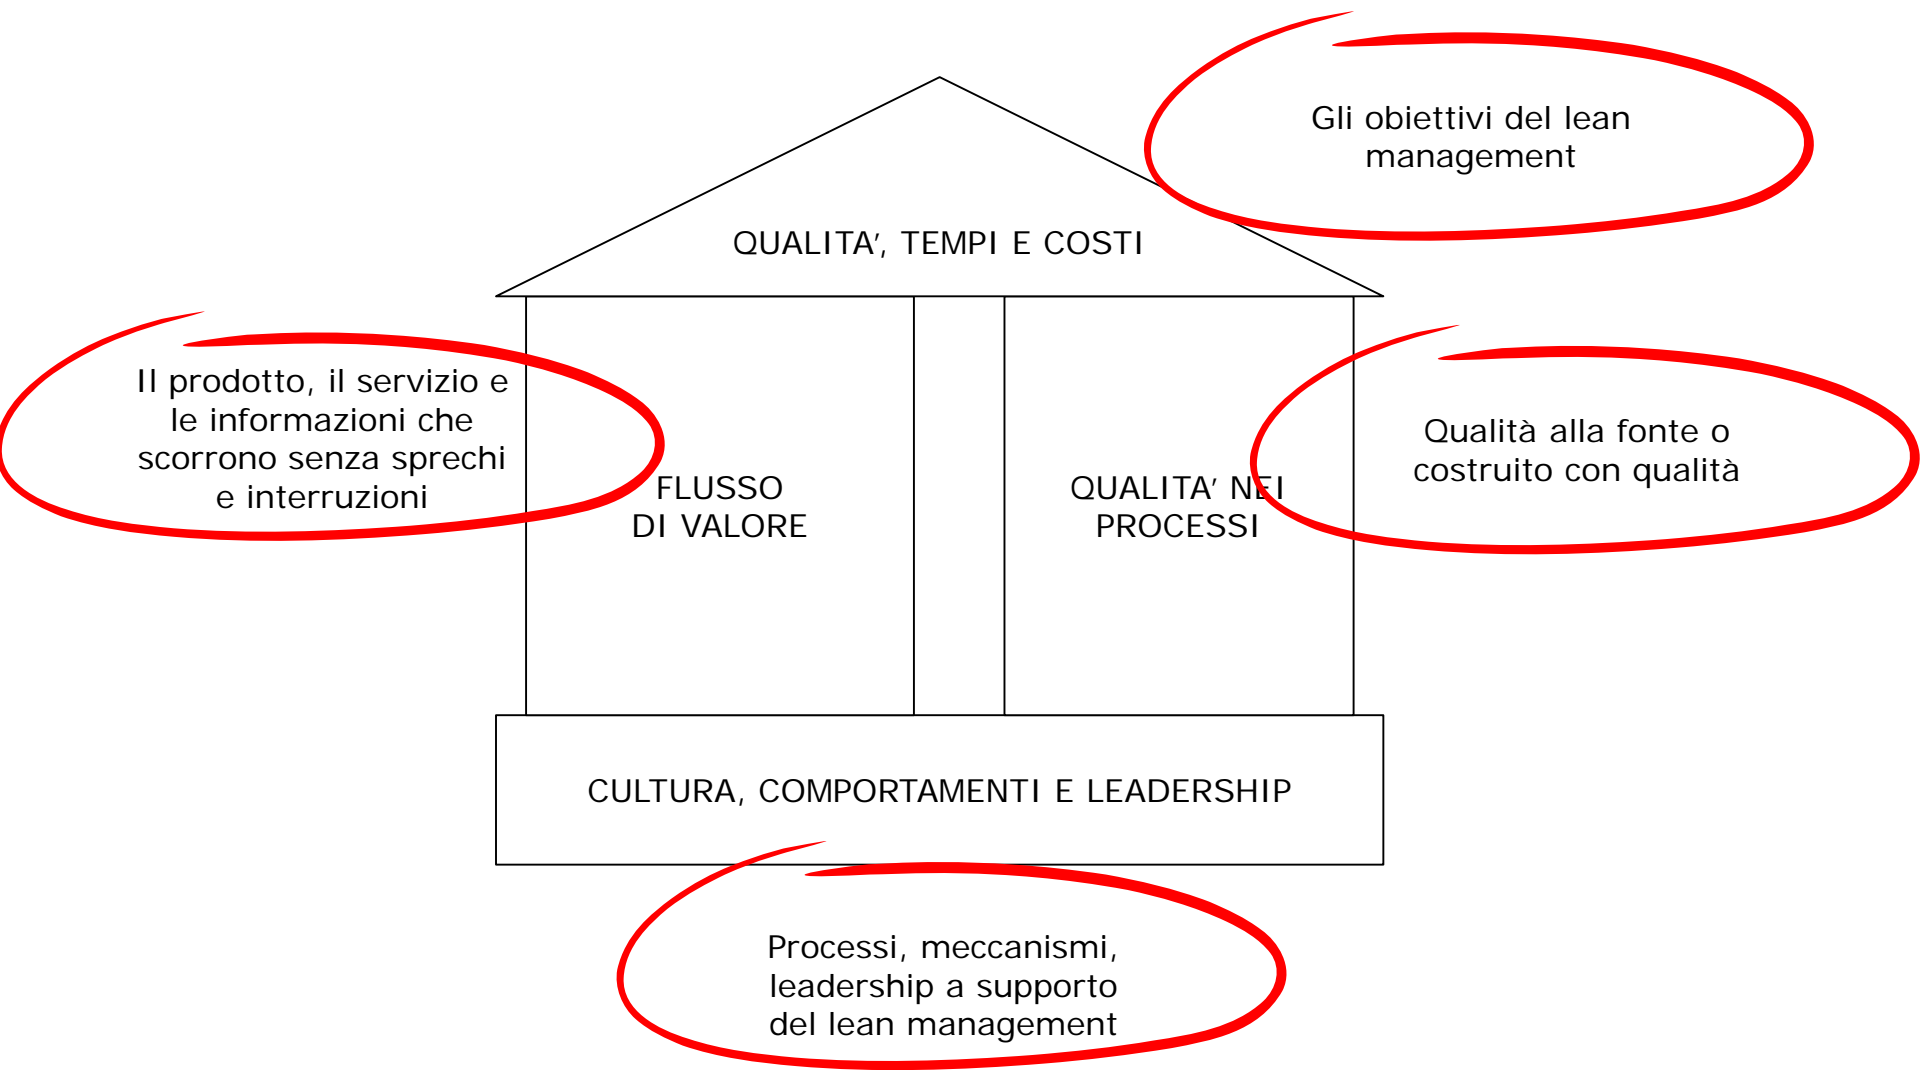 Gli obiettivi del lean
management
QUALITA’, TEMPI E COSTI
Il prodotto, il servizio e
le informazioni che
scorrono senza sprechi
e interruzioni
FLUSSO
DI VALORE
QUALITA’ NEI
PROCESSI
Qualità alla fonte o
costruito con qualità
CULTURA, COMPORTAMENTI E LEADERSHIP
Processi, meccanismi,
leadership a supporto
del lean management